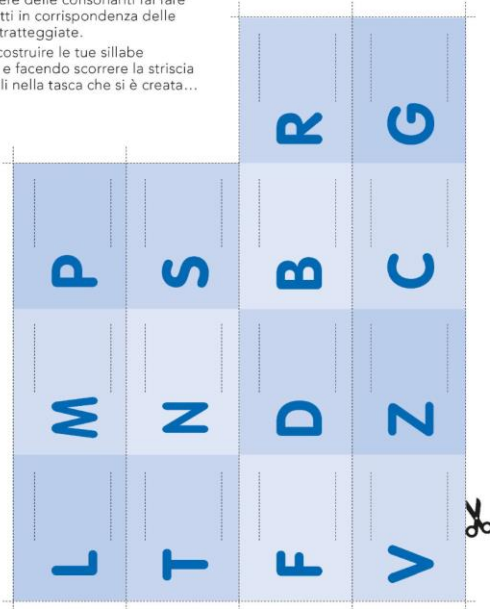 ere delle consonanti fai fare
tti in corrispondenza delle
tratteggiate.
costruire le tue sillabe
e facendo scorrere la striscia
li nella tasca che si è creata…
R G
P S B C
M N D Z
L T F V